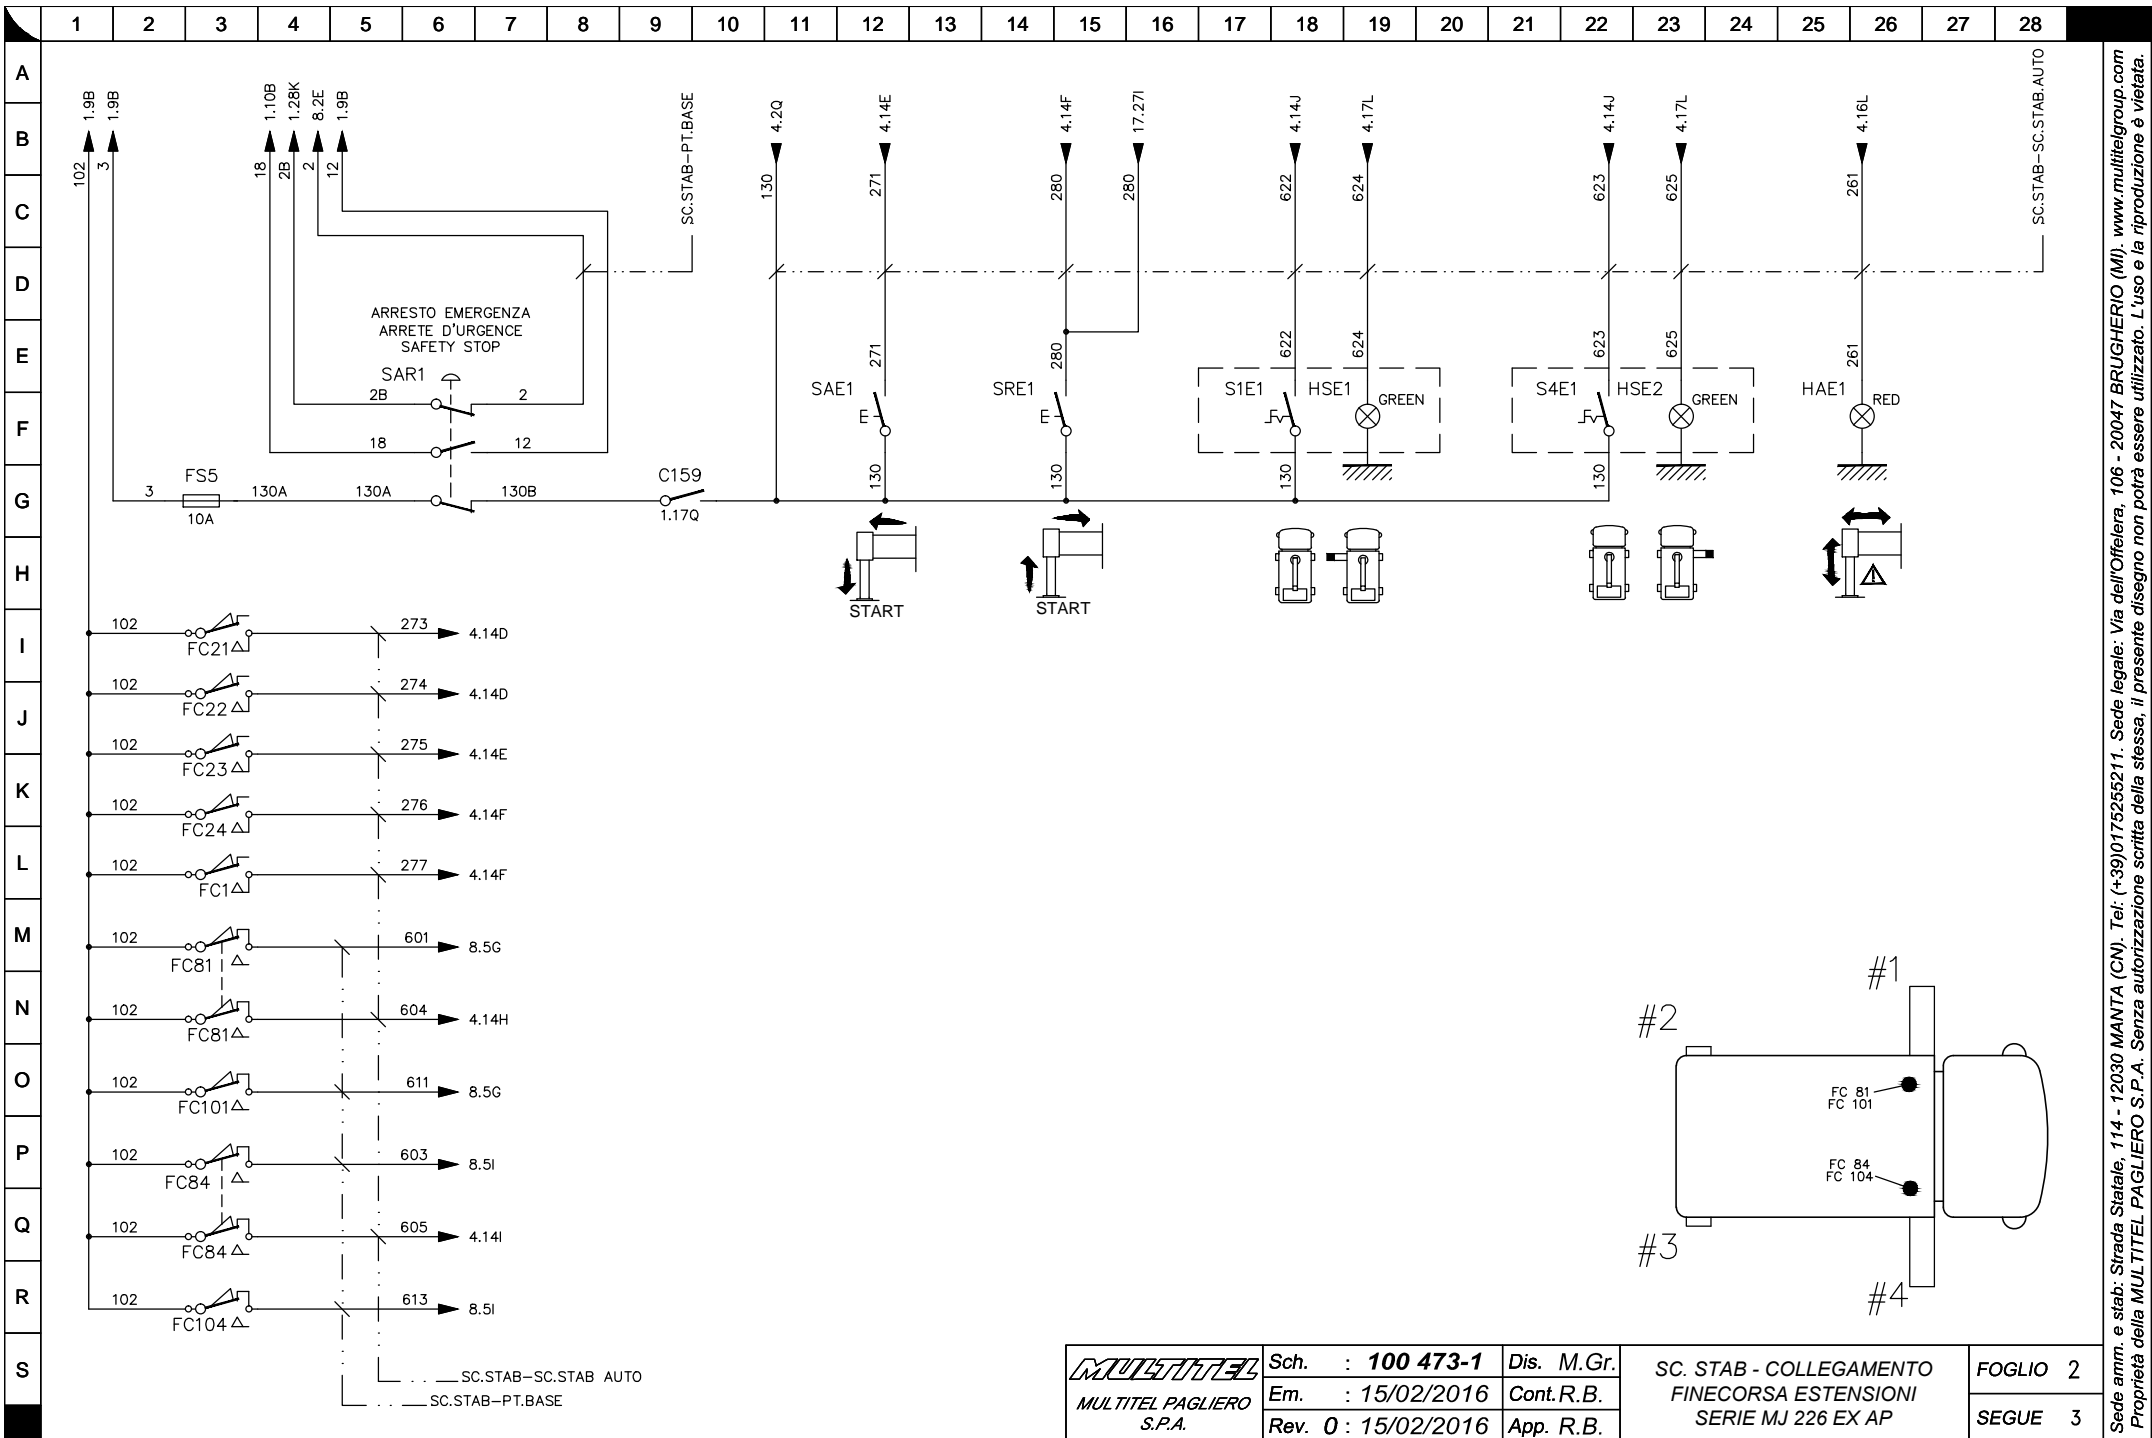 1 2 3 4 5 6 7 8 9 10 11 12 13 14 15 16 17 18 19 20 21 22 23 24 25 26 27 28
A
B
C
D
E
F
G
H
I
J
K
L
M
N
O
P
Q
R
S
1.9B
1.9B
1.10B
1.28K
8.2E
1.9B
SC.STAB-PT.BASE
4.2Q
4.14E
4.14F
17.27I
4.14J
4.17L
4.14J
4.17L
4.16L
SC.STAB-SC.STAB.AUTO
102
3
18
2B
2
12
130
271
280
280
622
624
623
625
261
ARRESTO EMERGENZA
ARRETE D'URGENCE
SAFETY STOP
SAR1
2B 2
18 12
271
280
622
624
623
625
261
SAE1
E
SRE1
E
S1E1
HSE1
GREEN
S4E1
HSE2
GREEN
HAE1
RED
3
FS5
10A
130A
130A
130B
C159
1.17Q
130
130
130
130
START
START
102 FC21 273 4.14D
102 FC22 274 4.14D
102 FC23 275 4.14E
102 FC24 276 4.14F
102 FC1 277 4.14F
102 FC81 601 8.5G
102 FC81 604 4.14H
102 FC101 611 8.5G
102 FC84 603 8.5I
102 FC84 605 4.14I
102 FC104 613 8.5I
SC.STAB-SC.STAB AUTO
SC.STAB-PT.BASE
#1
#2
FC 81
FC 101
FC 84
FC 104
#3
#4
MULTITEL
MULTITEL PAGLIERO
S.P.A.
Sch. : 100 473-1
Em. : 15/02/2016
Rev. 0 : 15/02/2016
Dis. M.Gr.
Cont. R.B.
App. R.B.
SC. STAB - COLLEGAMENTO
FINECORSA ESTENSIONI
SERIE MJ 226 EX AP
FOGLIO 2
SEGUE 3
Sede amm. e stab: Strada Statale, 114 - 12030 MANTA (CN). Tel: (+39)0175255211. Sede legale: Via dell'Offelera, 106 - 20047 BRUGHERIO (MI). www.multitelgroup.com
Proprietà della MULTITEL PAGLIERO S.P.A. Senza autorizzazione scritta della stessa, il presente disegno non potrà essere utilizzato. L'uso e la riproduzione è vietata.